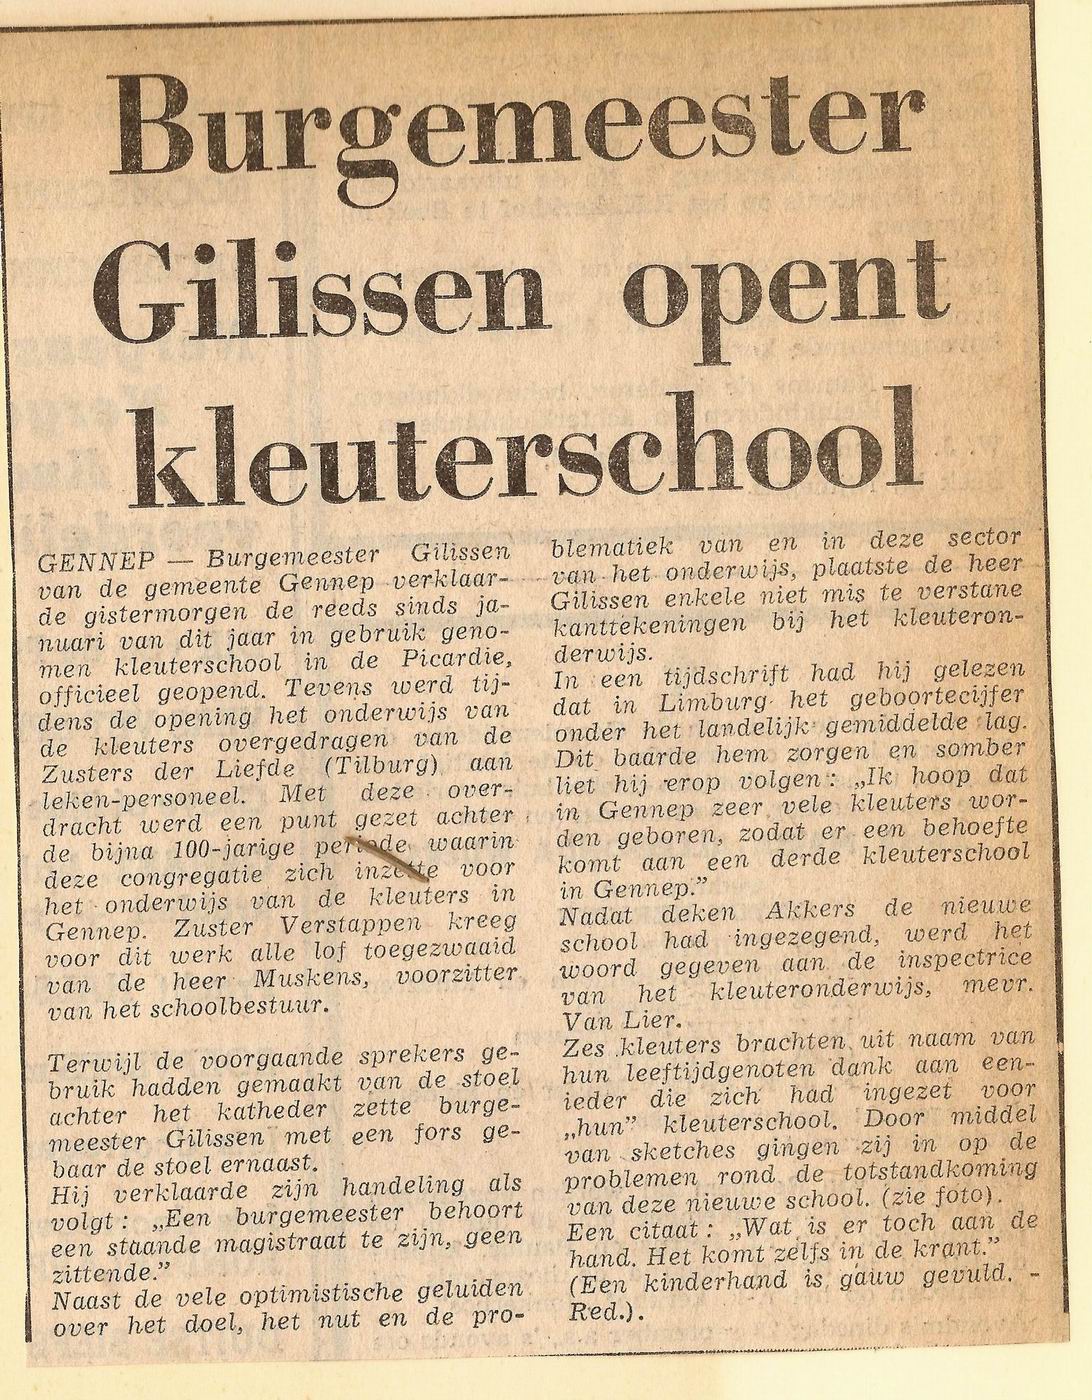 Burgemeester
Gilissen opent
kleuterschool
GENNEP — Burgemeester Gilissen
van de gemeente Gennep verklaar-
de gistermorgen de reeds sinds ja-
nuari van dit jaar in gebruik geno-
men kleuterschool in de Picardie,
officieel geopend. Tevens werd tij-
dens de opening het onderwijs van
de kleuters overgedragen van de
Zusters der Liefde (Tilburg) aan
leken-personeel. Met deze over-
dracht werd een punt gezet achter
de bijna 100-jarige periode waarin
deze congregatie zich inzette voor
het onderwijs van de kleuters in
Gennep. Zuster Verstappen kreeg
voor dit werk alle lof toegezwaaid
van de heer Muskens, voorzitter
van het schoolbestuur.
Terwijl de voorgaande sprekers ge-
bruik hadden gemaakt van de stoel
achter het katheder zette burge-
meester Gilissen met een fors ge-
baar de stoel ernaast.
Hij verklaarde zijn handeling als
volgt: „Een burgemeester behoort
een staande magistraat te zijn, geen
zittende.”
Naast de vele optimistische geluiden
over het doel, het nut en de pro-
blematiek van en in deze sector
van het onderwijs, plaatste de heer
Gilissen enkele niet mis te verstane
kanttekeningen bij het kleuteron-
derwijs.
In een tijdschrift had hij gelezen
dat in Limburg het geboortecijfer
onder het landelijk gemiddelde lag.
Dit baarde hem zorgen en somber
liet hij erop volgen: „Ik hoop dat
in Gennep zeer vele kleuters wor-
den geboren, zodat er een behoefte
komt aan een derde kleuterschool
in Gennep.”
Nadat deken Akkers de nieuwe
school had ingezegend, werd het
woord gegeven aan de inspectrice
van het kleuteronderwijs, mevr.
Van Lier.
Zes kleuters brachten uit naam van
hun leeftijdgenoten dank aan een-
ieder die zich had ingezet voor
„hun” kleuterschool. Door middel
van sketches gingen zij in op de
problemen rond de totstandkoming
van deze nieuwe school. (zie foto).
Een citaat: „Wat is er toch aan de
hand. Het komt zelfs in de krant.”
(Een kinderhand is gauw gevuld. -
Red.).